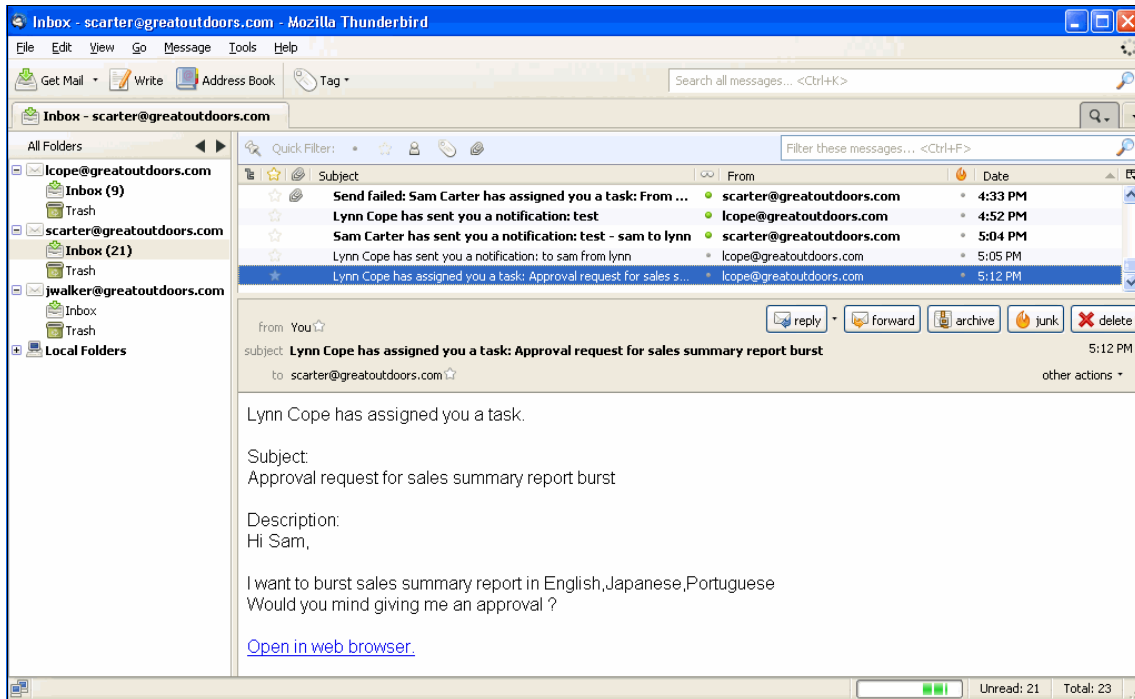 Inbox - scarter@greatoutdoors.com - Mozilla Thunderbird
File Edit View Go Message Tools Help
Get Mail Write Address Book Tag Search all messages... <Ctrl+K>
Inbox - scarter@greatoutdoors.com
All Folders
lcope@greatoutdoors.com
Inbox (9)
Trash
scarter@greatoutdoors.com
Inbox (21)
Trash
jwalker@greatoutdoors.com
Inbox
Trash
Local Folders
Quick Filter: Filter these messages... <Ctrl+F>
Subject From Date
Send failed: Sam Carter has assigned you a task: From ... scarter@greatoutdoors.com 4:33 PM
Lynn Cope has sent you a notification: test lcope@greatoutdoors.com 4:52 PM
Sam Carter has sent you a notification: test - sam to lynn scarter@greatoutdoors.com 5:04 PM
Lynn Cope has sent you a notification: to sam from lynn lcope@greatoutdoors.com 5:05 PM
Lynn Cope has assigned you a task: Approval request for sales s... lcope@greatoutdoors.com 5:12 PM
reply forward archive junk delete
from You
subject Lynn Cope has assigned you a task: Approval request for sales summary report burst 5:12 PM
to scarter@greatoutdoors.com other actions
Lynn Cope has assigned you a task.
Subject:
Approval request for sales summary report burst
Description:
Hi Sam,
I want to burst sales summary report in English,Japanese,Portuguese
Would you mind giving me an approval ?
Open in web browser.
Unread: 21 Total: 23